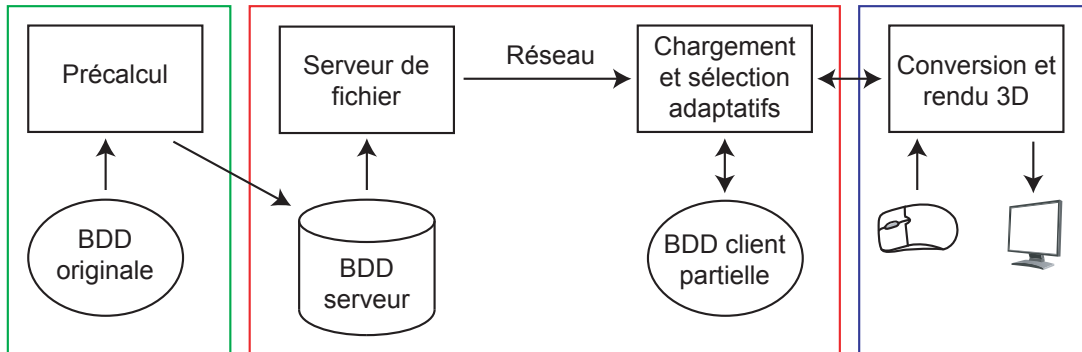 Précalcul
BDD
originale
Serveur de
fichier
BDD
serveur
Réseau
Chargement
et sélection
adaptatifs
BDD client
partielle
Conversion et
rendu 3D